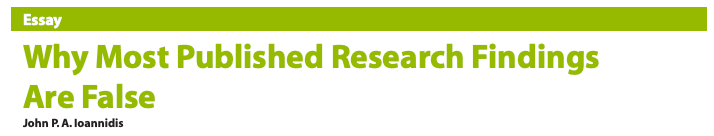 Essay
Why Most Published Research Findings
Are False
John P. A. Ioannidis